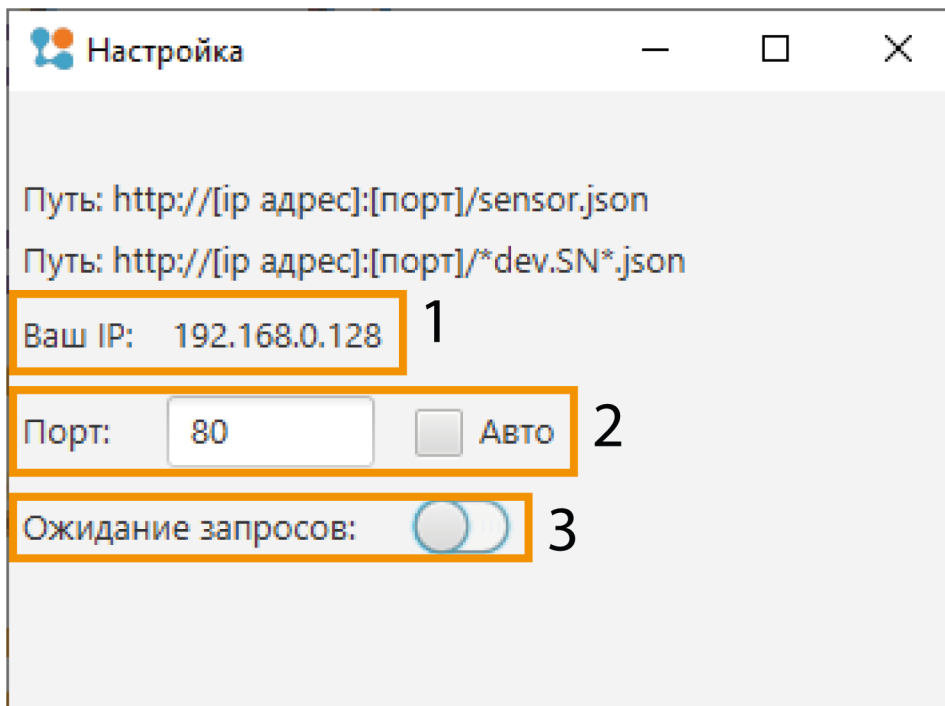 Настройка
Путь: http://[ip адрес]:[порт]/sensor.json
Путь: http://[ip адрес]:[порт]/*dev.SN*.json
Ваш IP: 192.168.0.128 1
Порт: 80 Авто 2
Ожидание запросов: 3